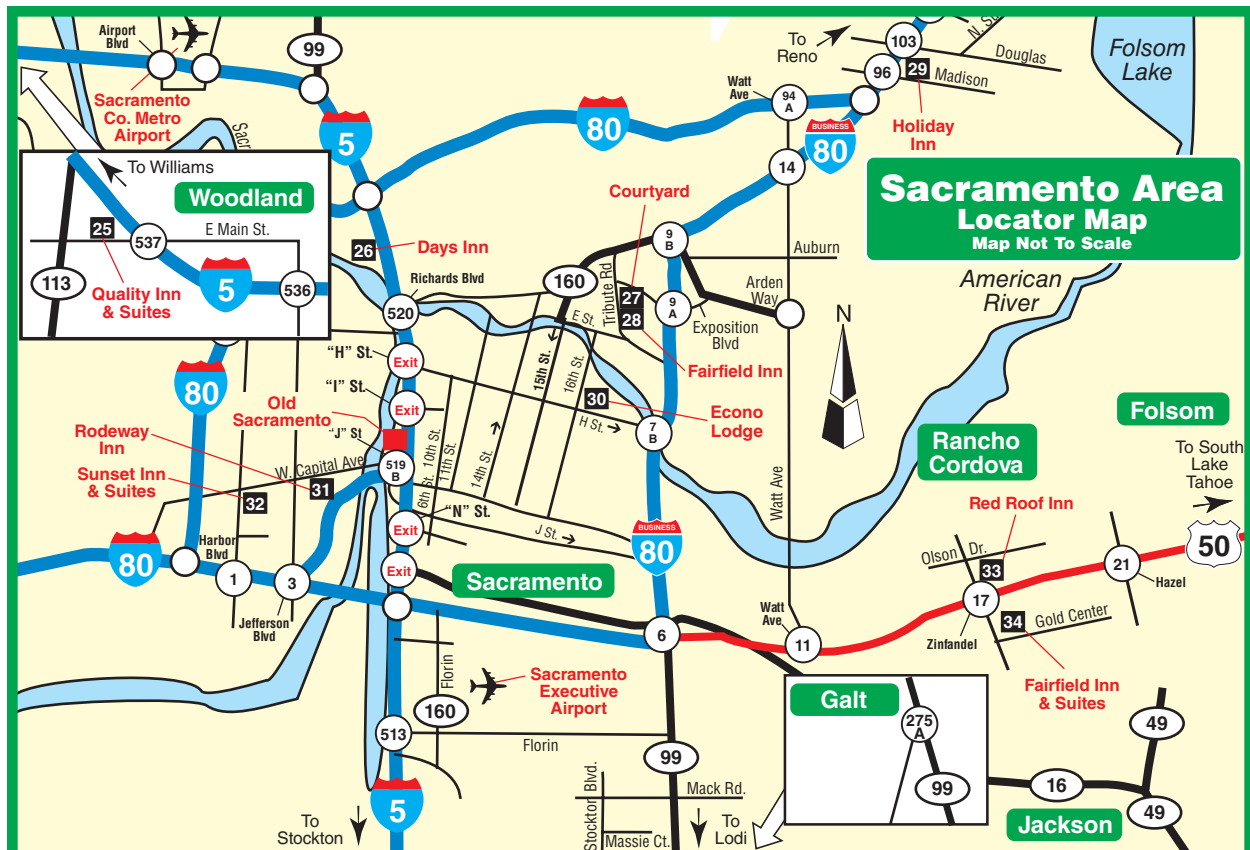 Airport
Blvd
99
To
Reno
103
N. Su
Douglas
Folsom
Lake
96
29
Madison
Watt
Ave
94
A
Sacramento
Co. Metro
Airport
Sacr
5
80
BUSINESS
80
Holiday
Inn
14
To Williams
Woodland
25
E Main St.
537
113
Quality Inn
& Suites
5
536
Courtyard
Sacramento Area
Locator Map
Map Not To Scale
26
Days Inn
9
B
Auburn
Richards Blvd
160
Tribute Rd
27
28
9
A
Arden
Way
American
River
520
E St.
Exposition
Blvd
N
"H" St.
Exit
15th St.
16th St.
Fairfield Inn
80
"I" St.
Exit
30
Econo
Lodge
Folsom
Old
Sacramento
"J" St
H St.
7
B
Rodeway
Inn
10th St.
11th St.
14th St.
Rancho
Cordova
To South
Lake
Tahoe
W. Capital Ave
519
B
Sunset Inn
& Suites
31
32
6th St.
Watt Ave
Red Roof Inn
"N" St.
Exit
J St.
BUSINESS
80
50
Harbor
Blvd
80
Olson Dr.
33
21
Hazel
1
3
Exit
Sacramento
17
Jefferson
Blvd
Watt
Ave
34
Gold Center
6
11
Zinfandel
Florin
Sacramento
Executive
Airport
Fairfield Inn
& Suites
160
Galt
275
A
49
513
Florin
99
Stockton Blvd.
Mack Rd.
99
16
49
5
To
Stockton
Massie Ct.
To
Lodi
Jackson